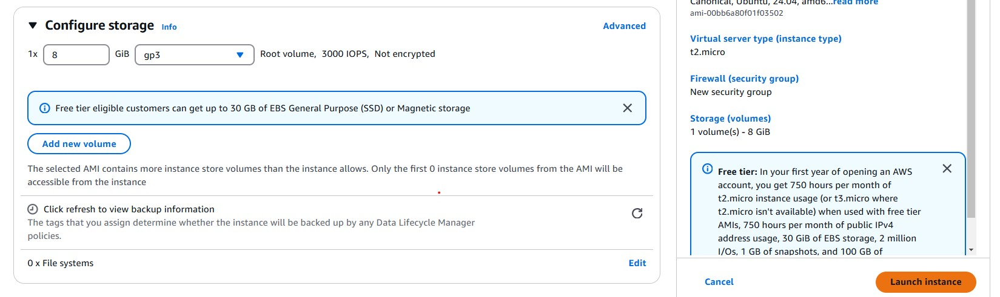 Configure storage Info
Advanced
1x 8 GiB gp3 Root volume, 3000 IOPS, Not encrypted
Free tier eligible customers can get up to 30 GB of EBS General Purpose (SSD) or Magnetic storage
Add new volume
The selected AMI contains more instance store volumes than the instance allows. Only the first 0 instance store volumes from the AMI will be
accessible from the instance
Click refresh to view backup information
The tags that you assign determine whether the instance will be backed up by any Data Lifecycle Manager
policies.
0 x File systems
Edit
Canonical, Ubuntu, 24.04, amd6...read more
ami-00bb6a80f01f03502
Virtual server type (instance type)
t2.micro
Firewall (security group)
New security group
Storage (volumes)
1 volume(s) - 8 GiB
Free tier: In your first year of opening an AWS
account, you get 750 hours per month of
t2.micro instance usage (or t3.micro where
t2.micro isn't available) when used with free tier
AMIs, 750 hours per month of public IPv4
address usage, 30 GiB of EBS storage, 2 million
I/Os, 1 GB of snapshots, and 100 GB of
Cancel
Launch instance